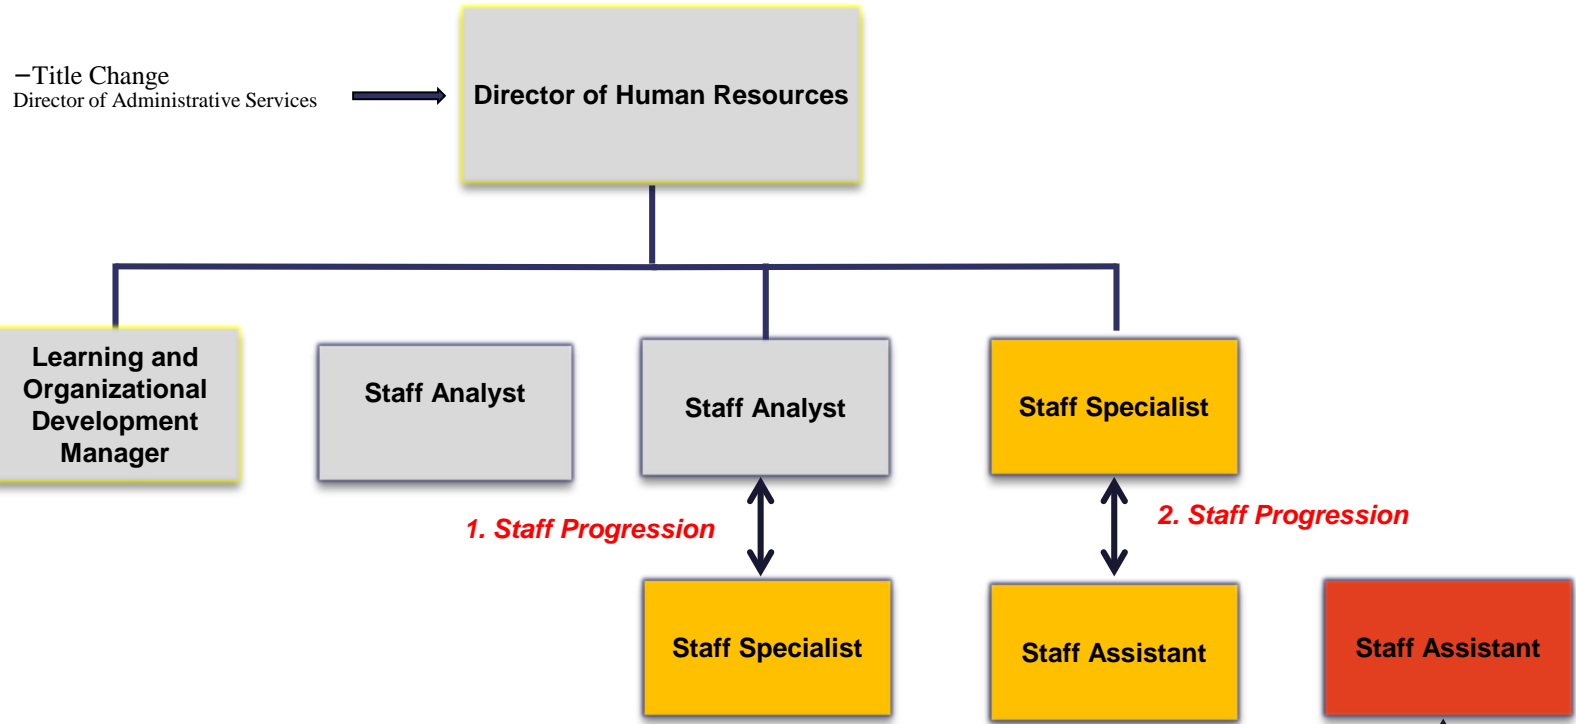 −Title Change
Director of Administrative Services
Director of Human Resources
Learning and
Organizational
Development
Manager
Staff Analyst
Staff Analyst
Staff Specialist
1. Staff Progression
2. Staff Progression
Staff Specialist
Staff Assistant
Staff Assistant